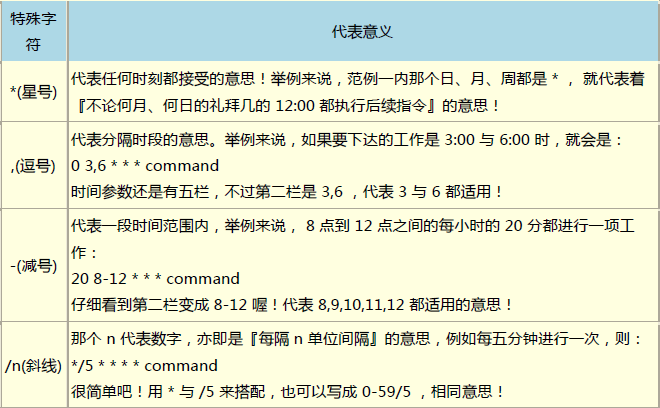 特殊字
符
代表意义
*(星号)
代表任何时刻都接受的意思！举例来说，范例一内那个日、月、周都是 * ， 就代表着
『不论何月、何日的礼拜几的 12:00 都执行后续指令』的意思！
,(逗号)
代表分隔时段的意思。举例来说，如果要下达的工作是 3:00 与 6:00 时，就会是：
0 3,6 * * * command
时间参数还是有五栏，不过第二栏是 3,6 ，代表 3 与 6 都适用！
-(减号)
代表一段时间范围内，举例来说， 8 点到 12 点之间的每小时的 20 分都进行一项工
作：
20 8-12 * * * command
仔细看到第二栏变成 8-12 喔！代表 8,9,10,11,12 都适用的意思！
/n(斜线)
那个 n 代表数字，亦即是『每隔 n 单位间隔』的意思，例如每五分钟进行一次，则：
*/5 * * * * command
很简单吧！用 * 与 /5 来搭配，也可以写成 0-59/5 ，相同意思！